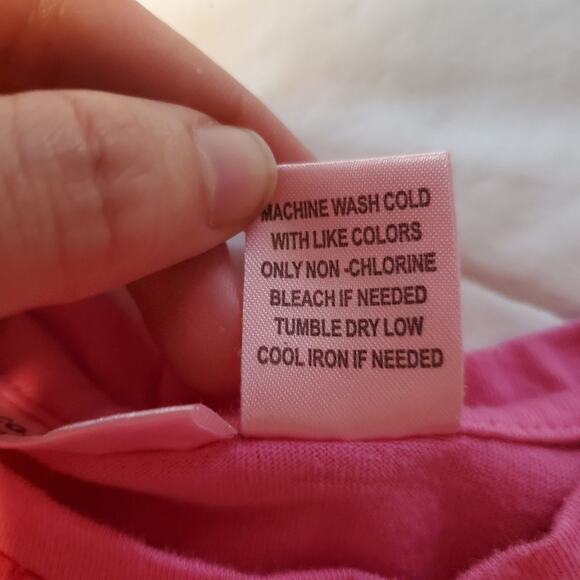 MACHINE WASH COLD
WITH LIKE COLORS
ONLY NON -CHLORINE
BLEACH IF NEEDED
TUMBLE DRY LOW
COOL IRON IF NEEDED